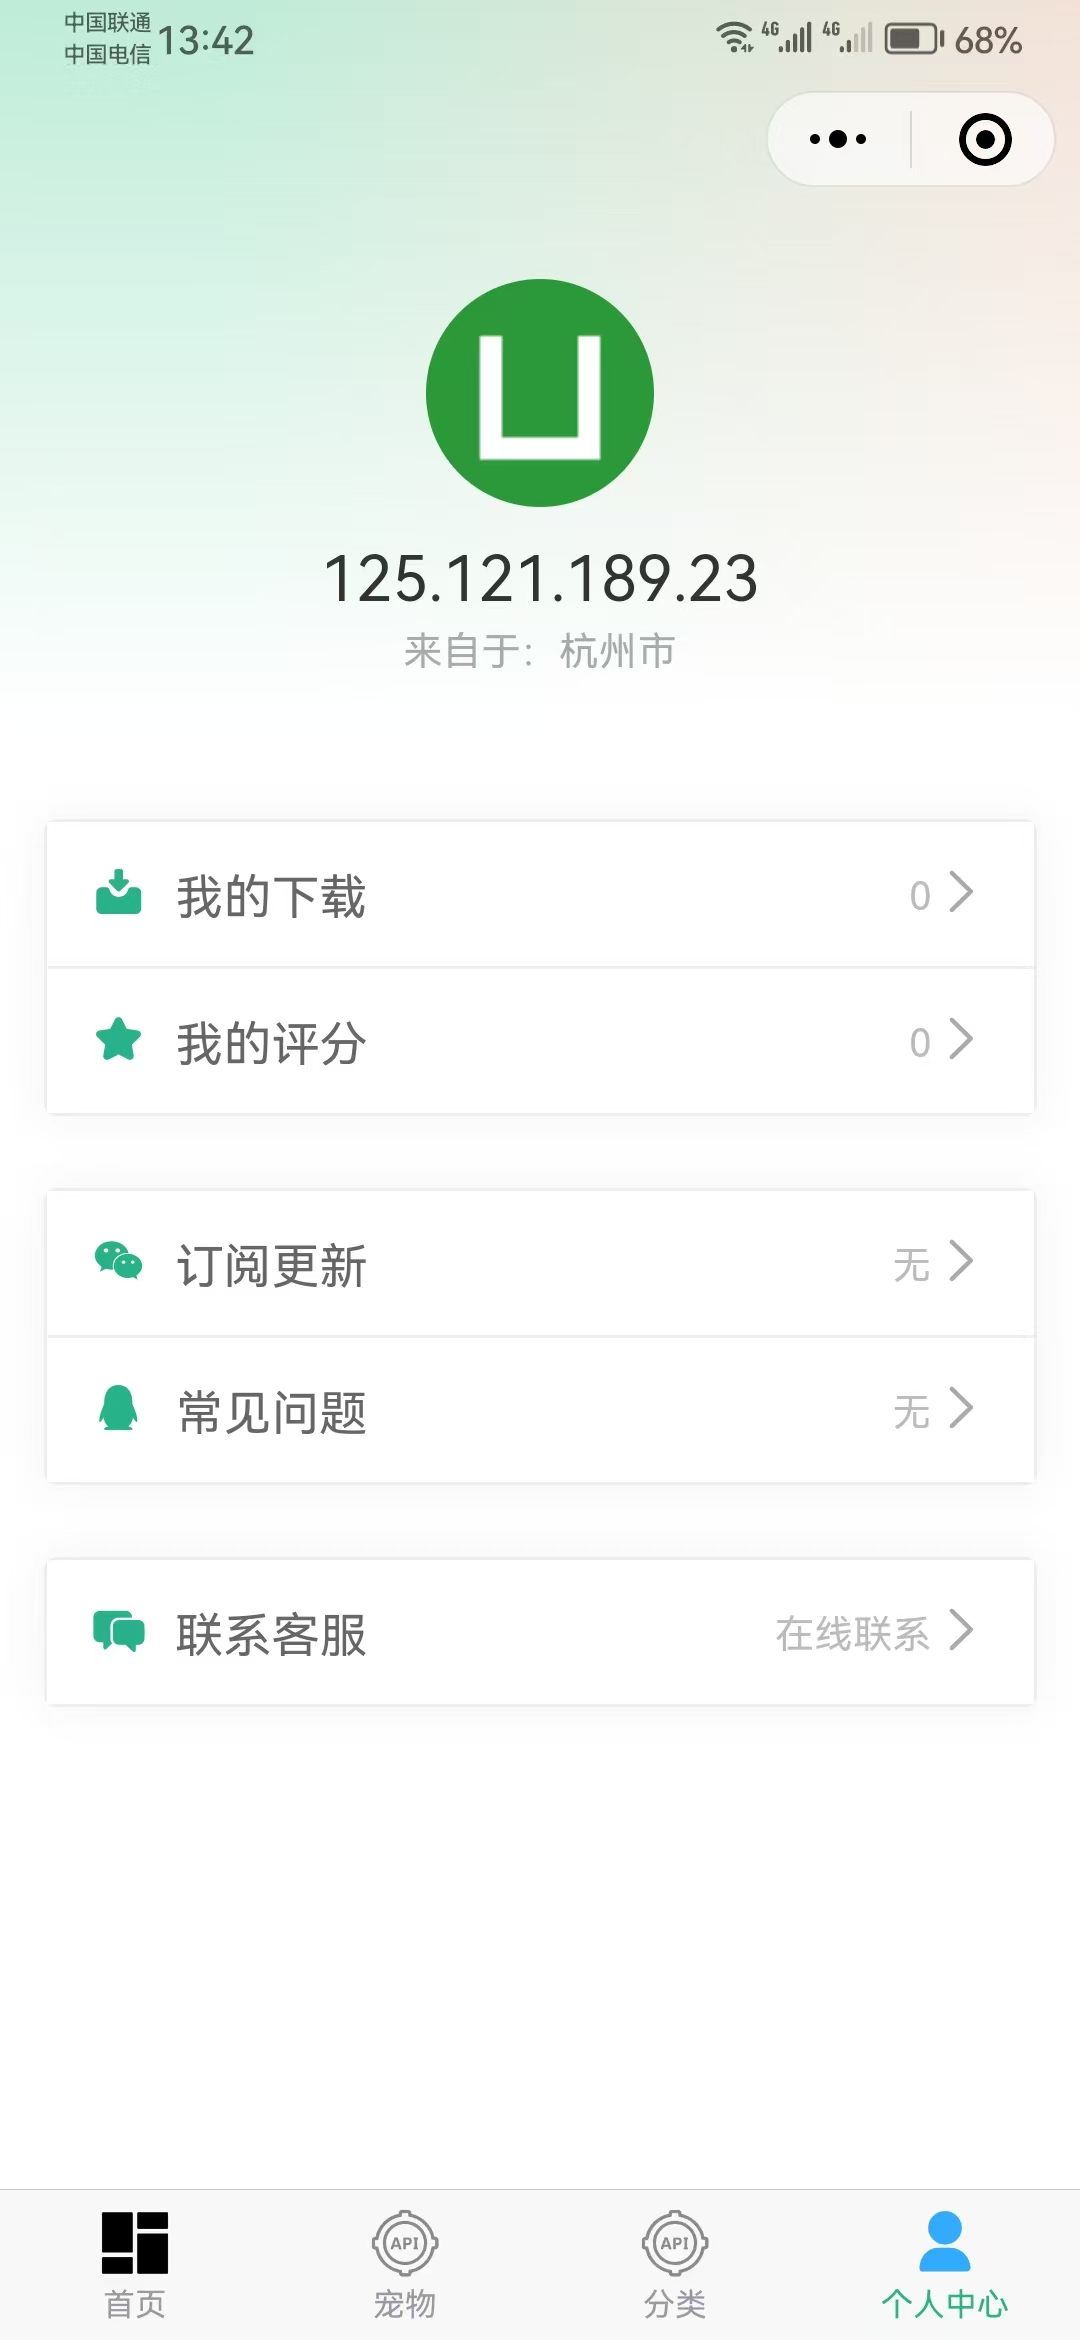 中国联通
中国电信
13:42
4G
4G
68%
125.121.189.23
来自于：杭州市
我的下载
0
我的评分
0
订阅更新
无
常见问题
无
联系客服
在线联系
API
API
首页
宠物
分类
个人中心